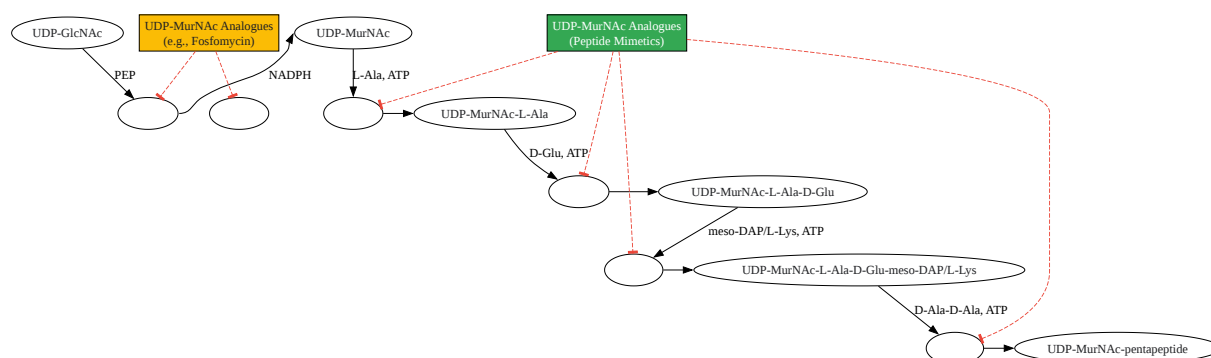 UDP-GlcNAc
UDP-MurNAc Analogues
(e.g., Fosfomycin)
UDP-MurNAc
UDP-MurNAc Analogues
(Peptide Mimetics)
PEP
NADPH
L-Ala, ATP
UDP-MurNAc-L-Ala
D-Glu, ATP
UDP-MurNAc-L-Ala-D-Glu
meso-DAP/L-Lys, ATP
UDP-MurNAc-L-Ala-D-Glu-meso-DAP/L-Lys
D-Ala-D-Ala, ATP
UDP-MurNAc-pentapeptide